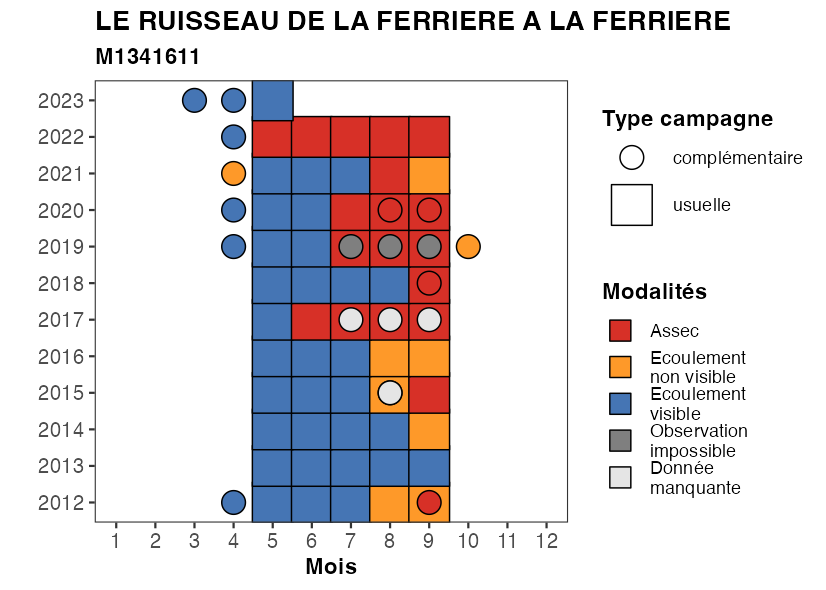 LE RUISSEAU DE LA FERRIERE A LA FERRIERE
M1341611
2023
2022
2021
2020
2019
2018
2017
2016
2015
2014
2013
2012
1 2 3 4 5 6 7 8 9 10 11 12
Mois
Type campagne
complémentaire
usuelle
Modalités
Assec
Ecoulement
non visible
Ecoulement
visible
Observation
impossible
Donnée
manquante